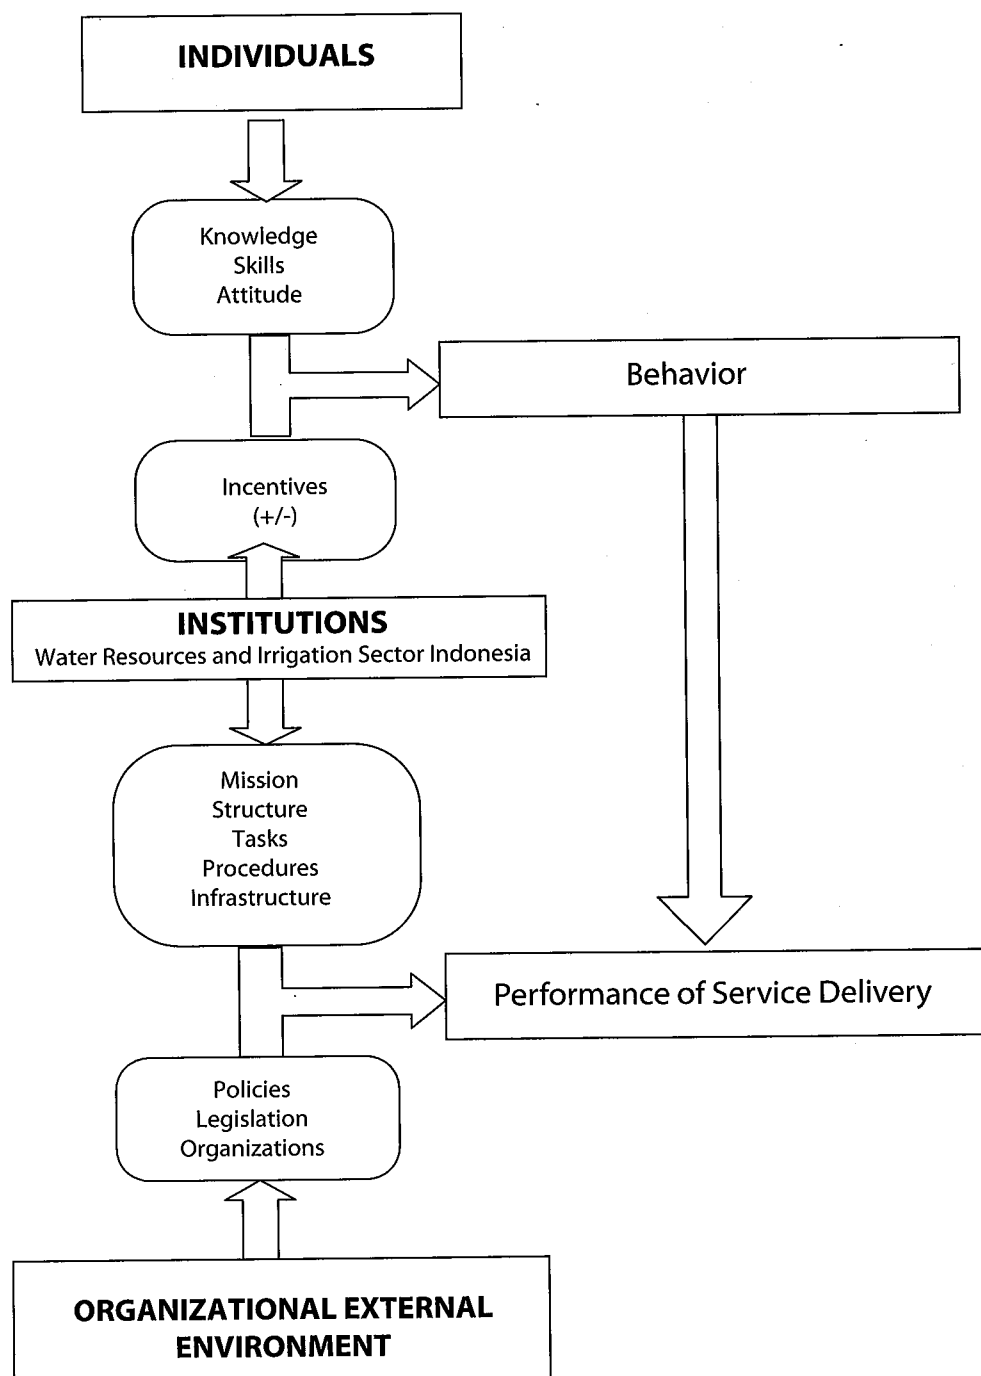 INDIVIDUALS
Knowledge
Skills
Attitude
Behavior
Incentives
(+/-)
INSTITUTIONS
Water Resources and Irrigation Sector Indonesia
Mission
Structure
Tasks
Procedures
Infrastructure
Performance of Service Delivery
Policies
Legislation
Organizations
ORGANIZATIONAL EXTERNAL
ENVIRONMENT